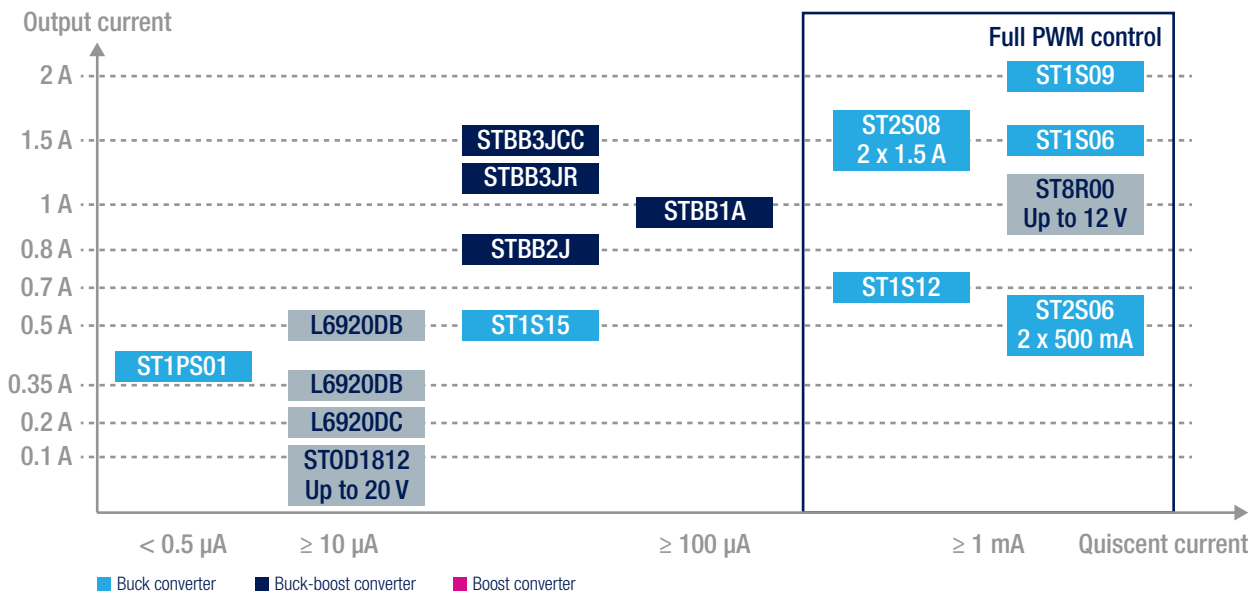 Output current
Full PWM control
2 A
ST1S09
1.5 A
STBB3JCC
ST2S08
2 x 1.5 A
ST1S06
STBB3JR
1 A
STBB1A
ST8R00
Up to 12 V
0.8 A
STBB2J
0.7 A
ST1S12
0.5 A
L6920DB
ST1S15
ST2S06
2 x 500 mA
ST1PS01
0.35 A
L6920DB
0.2 A
L6920DC
0.1 A
STOD1812
Up to 20 V
< 0.5 µA
≥ 10 µA
≥ 100 µA
≥ 1 mA
Quiscent current
Buck converter
Buck-boost converter
Boost converter